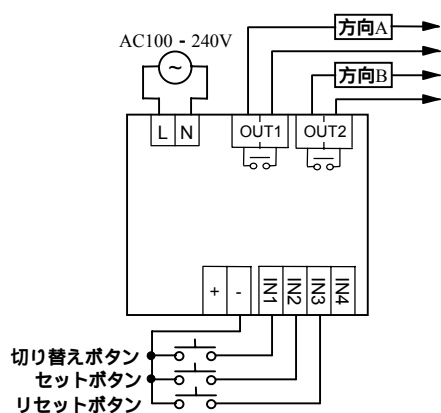 方向A
AC100 - 240V
~
方向B
L N OUT1 OUT2
+ - IN1 IN2 IN3 IN4
切り替えボタン
セットボタン
リセットボタン